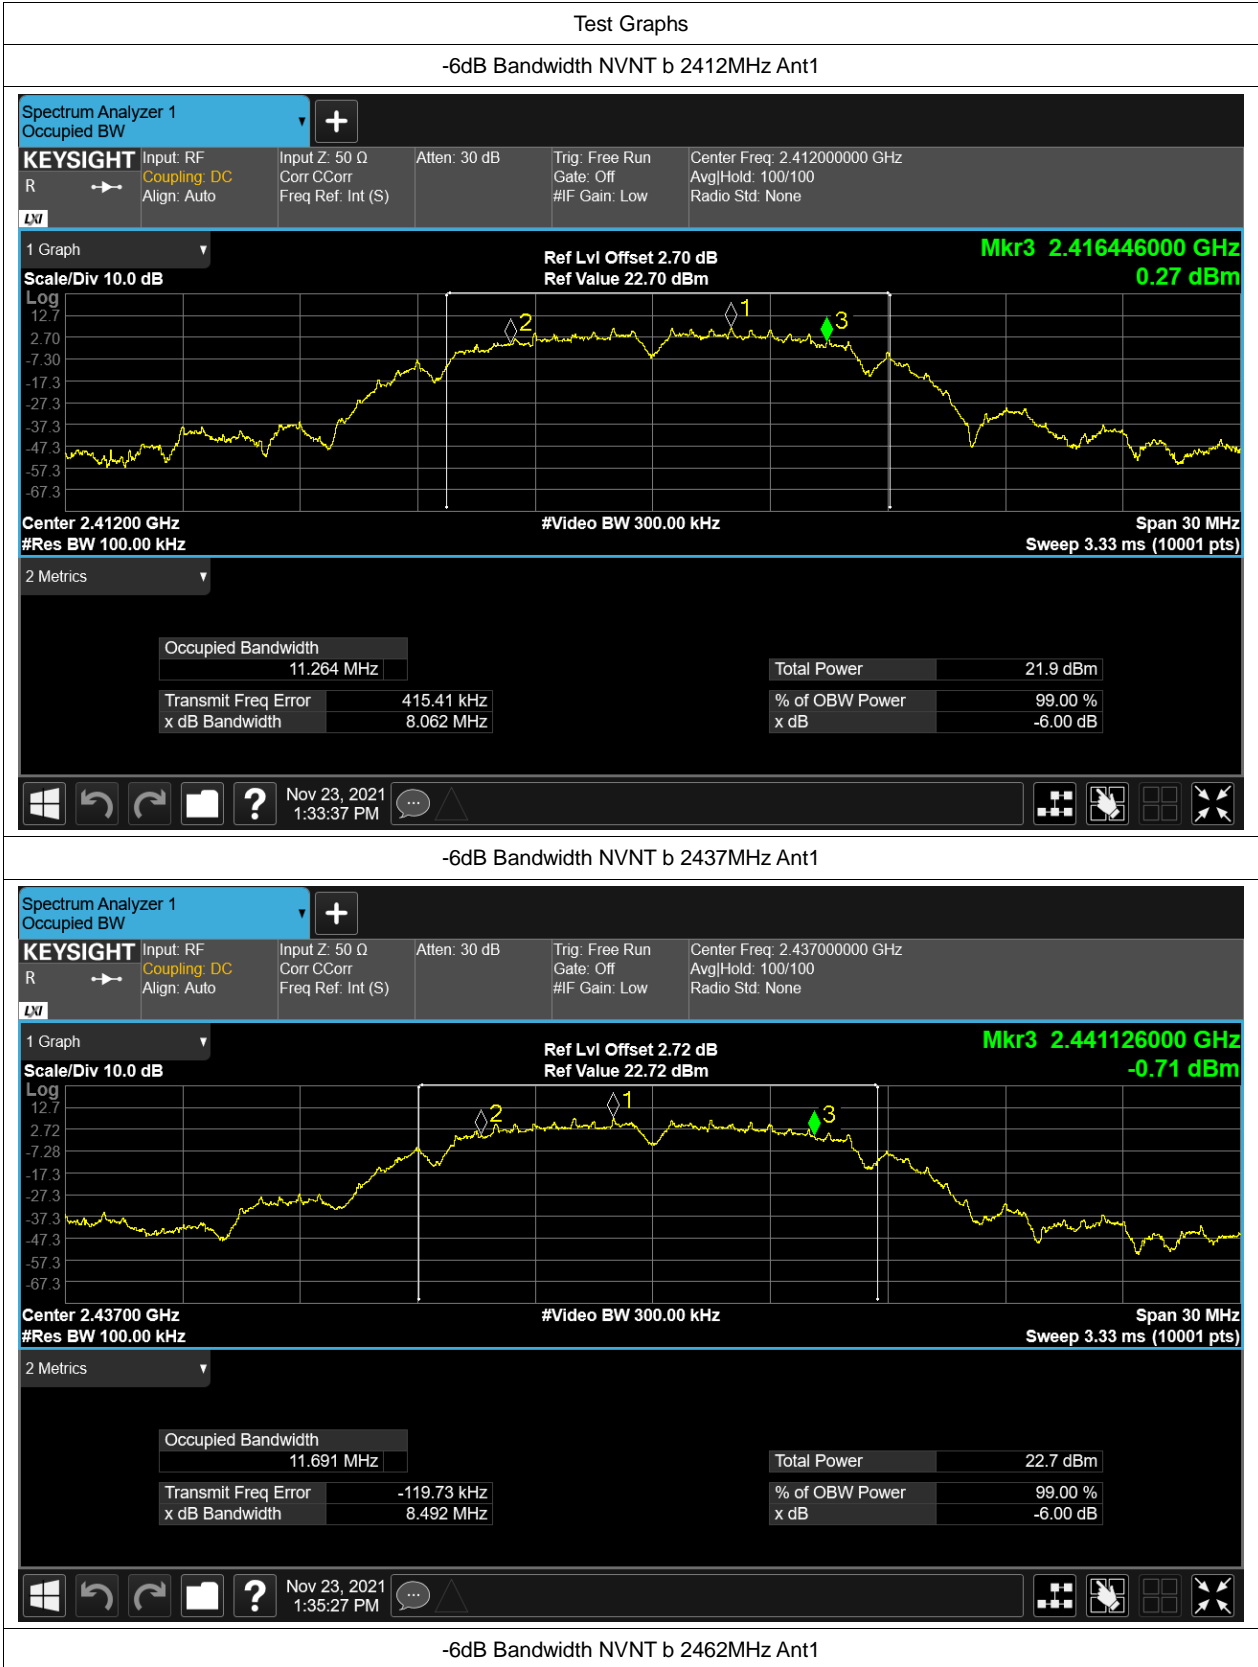 Test Graphs
-6dB Bandwidth NVNT b 2412MHz Ant1
Spectrum Analyzer 1
Occupied BW
KEYSIGHT Input: RF Input Z: 50 Ω Atten: 30 dB Trig: Free Run Center Freq: 2.412000000 GHz
R Coupling: DC Corr CCorr Gate: Off Avg|Hold: 100/100
Align: Auto Freq Ref: Int (S) #IF Gain: Low Radio Std: None
LXI
1 Graph Ref Lvl Offset 2.70 dB Mkr3 2.416446000 GHz
Scale/Div 10.0 dB Ref Value 22.70 dBm 0.27 dBm
Log
12.7
2.70
-7.30
-17.3
-27.3
-37.3
-47.3
-57.3
-67.3
2 1 3
Center 2.41200 GHz #Video BW 300.00 kHz Span 30 MHz
#Res BW 100.00 kHz Sweep 3.33 ms (10001 pts)
2 Metrics
Occupied Bandwidth
11.264 MHz Total Power 21.9 dBm
Transmit Freq Error 415.41 kHz % of OBW Power 99.00 %
x dB Bandwidth 8.062 MHz x dB -6.00 dB
Nov 23, 2021
1:33:37 PM
-6dB Bandwidth NVNT b 2437MHz Ant1
Spectrum Analyzer 1
Occupied BW
KEYSIGHT Input: RF Input Z: 50 Ω Atten: 30 dB Trig: Free Run Center Freq: 2.437000000 GHz
R Coupling: DC Corr CCorr Gate: Off Avg|Hold: 100/100
Align: Auto Freq Ref: Int (S) #IF Gain: Low Radio Std: None
LXI
1 Graph Ref Lvl Offset 2.72 dB Mkr3 2.441126000 GHz
Scale/Div 10.0 dB Ref Value 22.72 dBm -0.71 dBm
Log
12.7
2.72
-7.28
-17.3
-27.3
-37.3
-47.3
-57.3
-67.3
2 1 3
Center 2.43700 GHz #Video BW 300.00 kHz Span 30 MHz
#Res BW 100.00 kHz Sweep 3.33 ms (10001 pts)
2 Metrics
Occupied Bandwidth
11.691 MHz Total Power 22.7 dBm
Transmit Freq Error -119.73 kHz % of OBW Power 99.00 %
x dB Bandwidth 8.492 MHz x dB -6.00 dB
Nov 23, 2021
1:35:27 PM
-6dB Bandwidth NVNT b 2462MHz Ant1